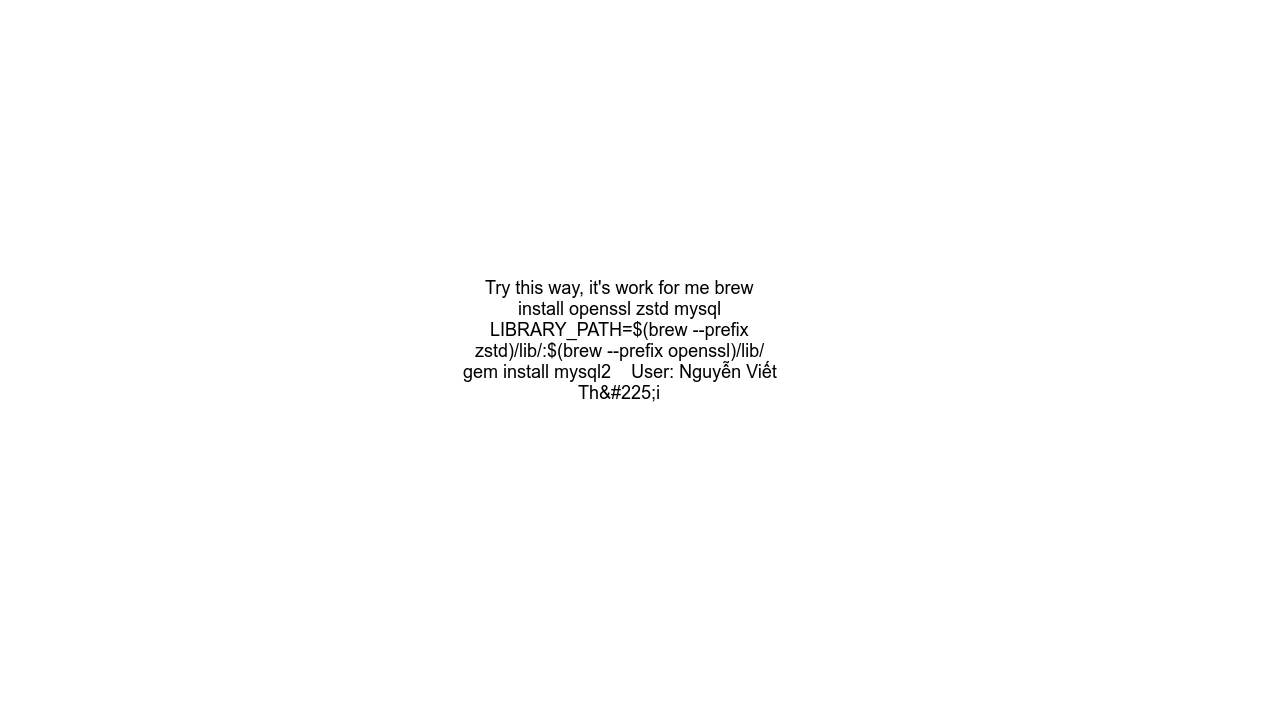 Try this way, it's work for me brew
install openssl zstd mysql
LIBRARY_PATH=$(brew --prefix
zstd)/lib/:$(brew --prefix openssl)/lib/
gem install mysql2    User: Nguyễn Viết
Th&#225;i